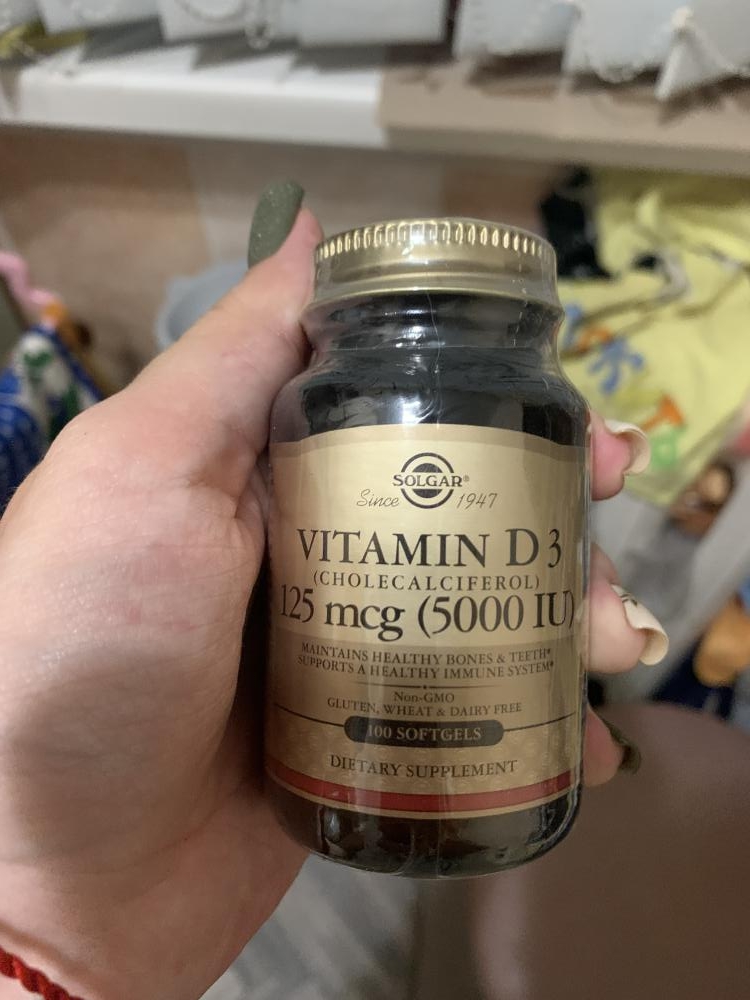 SOLGAR®
Since 1947
VITAMIN D3
(CHOLECALCIFEROL)
125 mcg (5000 IU)
MAINTAINS HEALTHY BONES & TEETH*
SUPPORTS A HEALTHY IMMUNE SYSTEM*
Non-GMO
GLUTEN, WHEAT & DAIRY FREE
100 SOFTGELS
DIETARY SUPPLEMENT